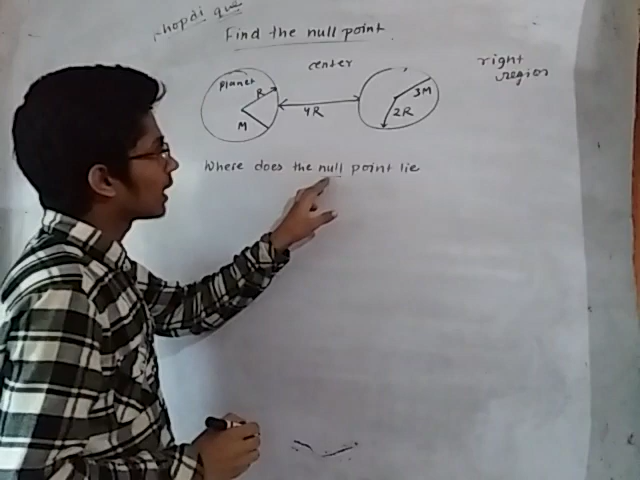 Find the null point
center
right
region
Planet
R
M
4R
3M
2R
Where does the null point lie